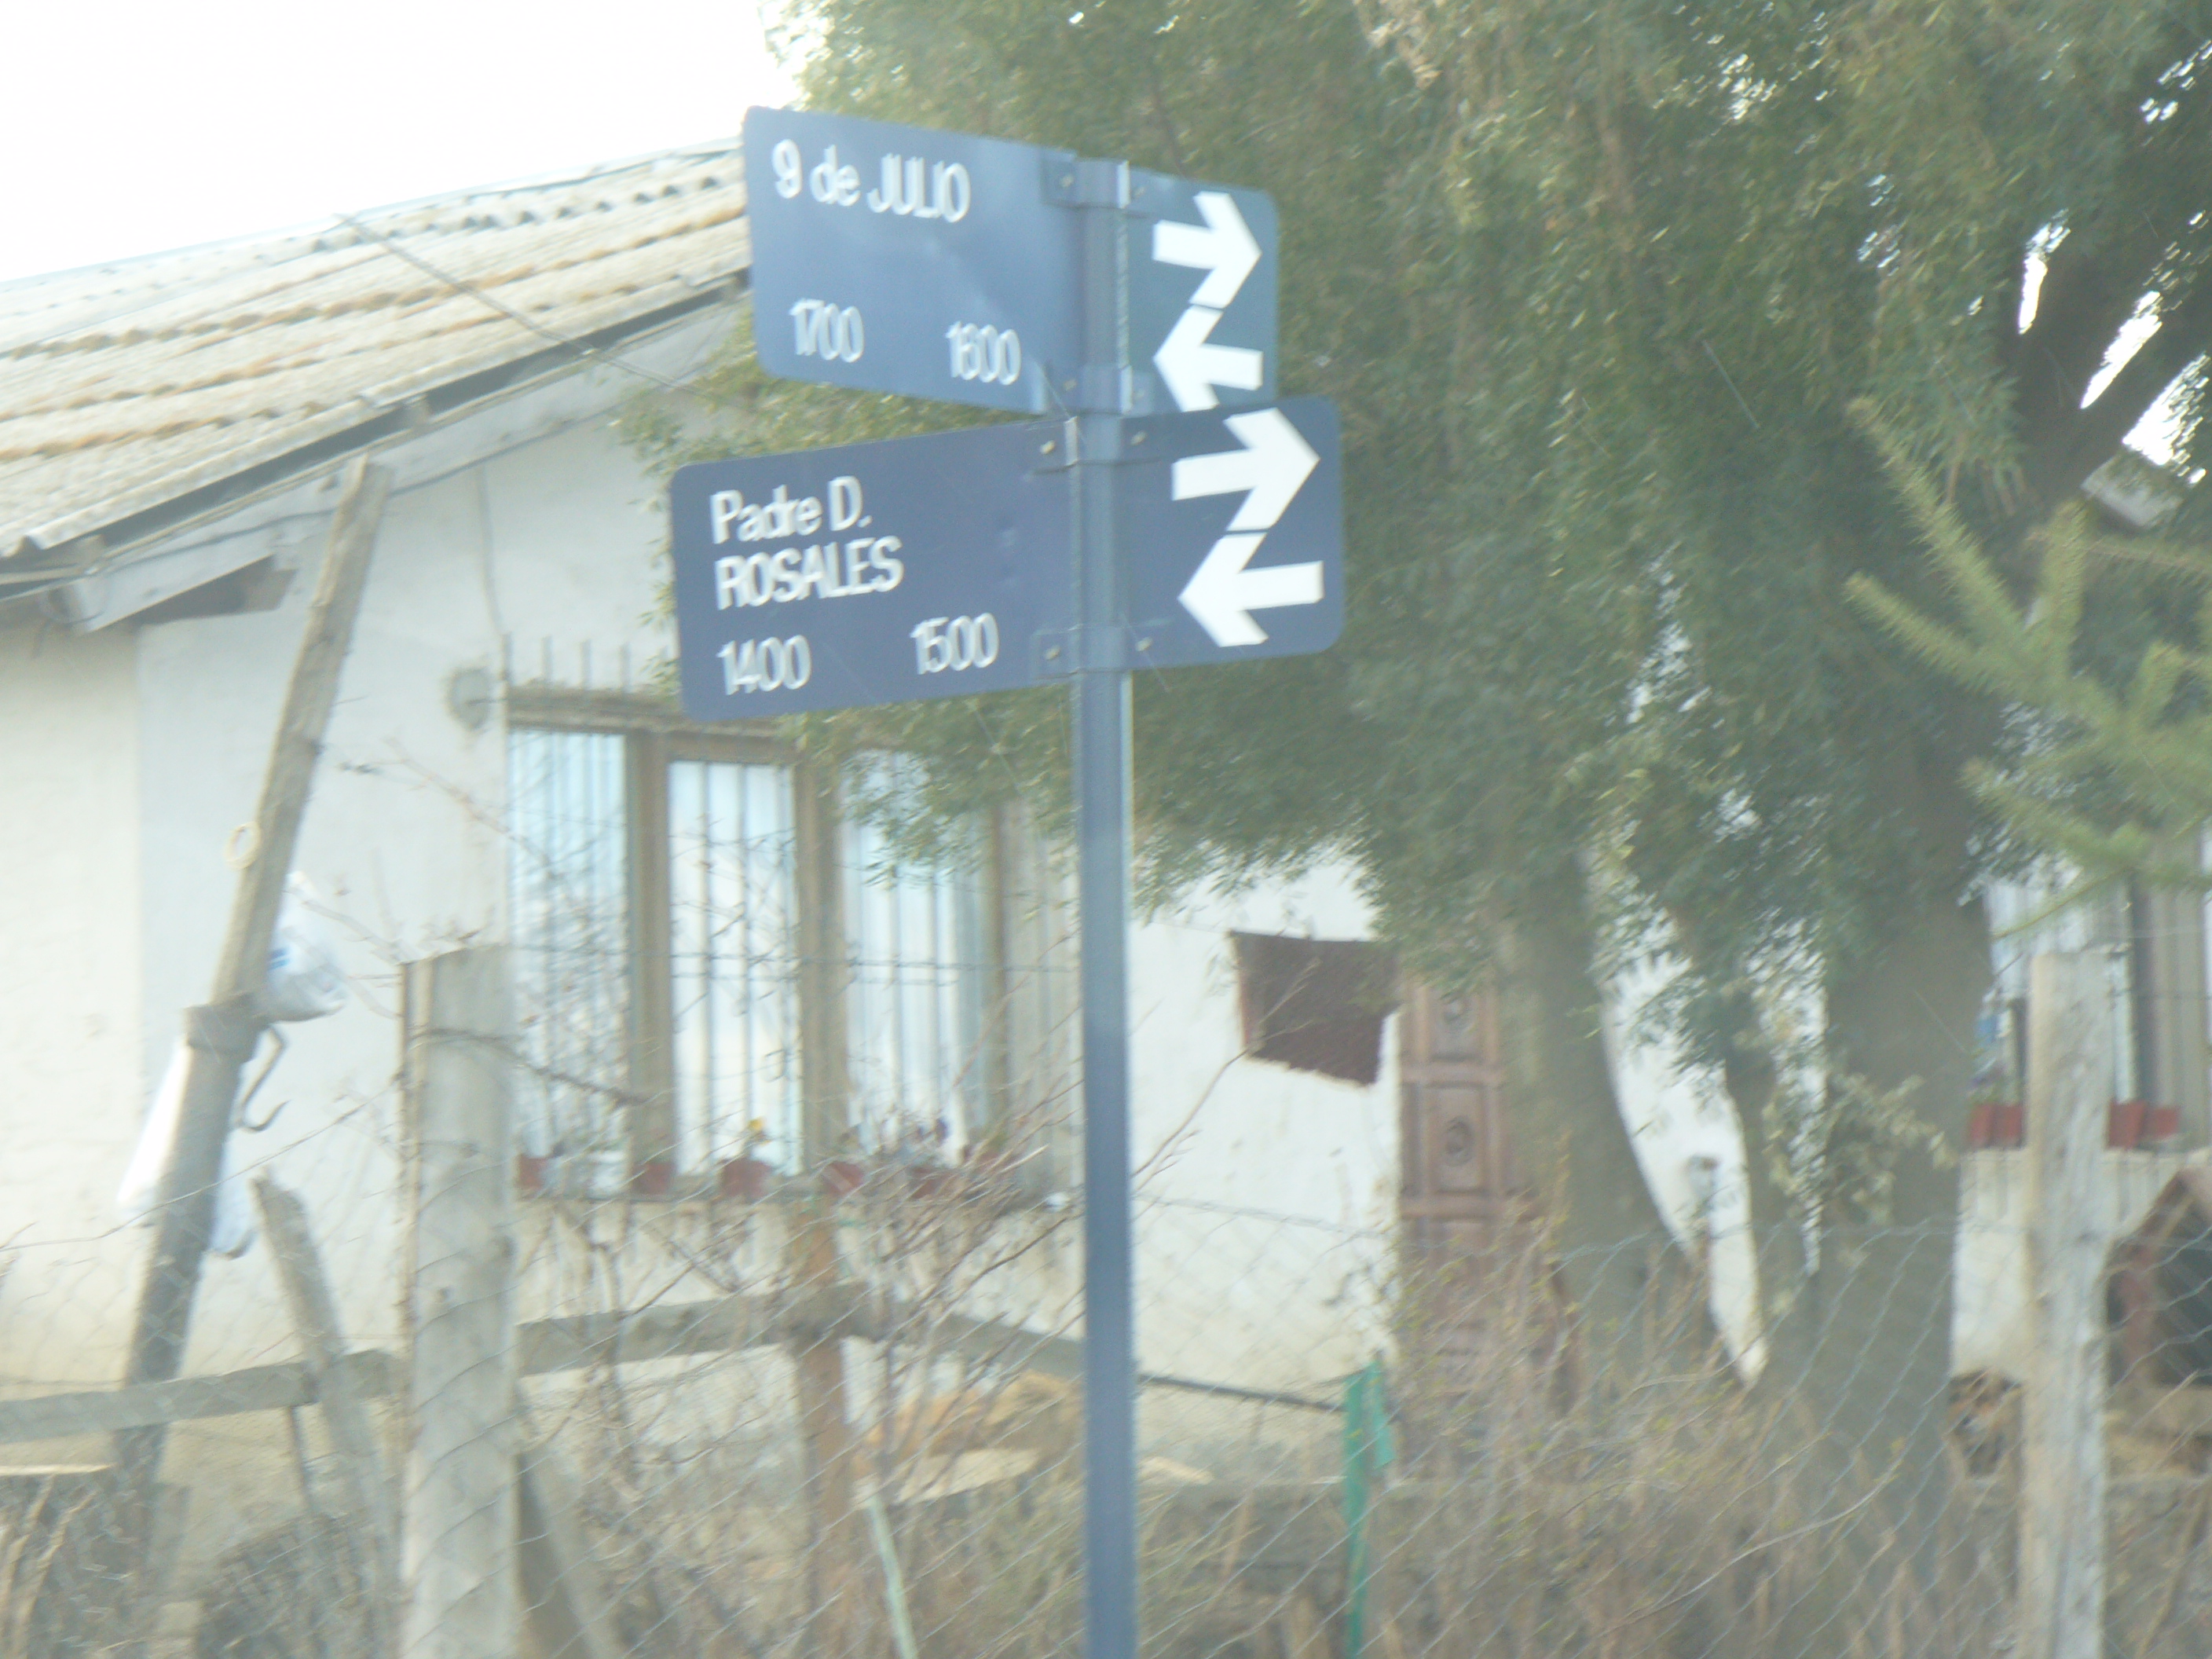 9 de JULIO
1700 1600
Padre D.
ROSALES
1400 1500